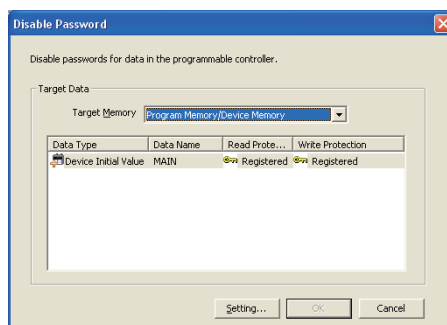 Disable Password
Disable passwords for data in the programmable controller.
Target Data
Target Memory Program Memory/Device Memory
Data Type Data Name Read Prote... Write Protection
Device Initial Value MAIN Registered Registered
Setting... OK Cancel